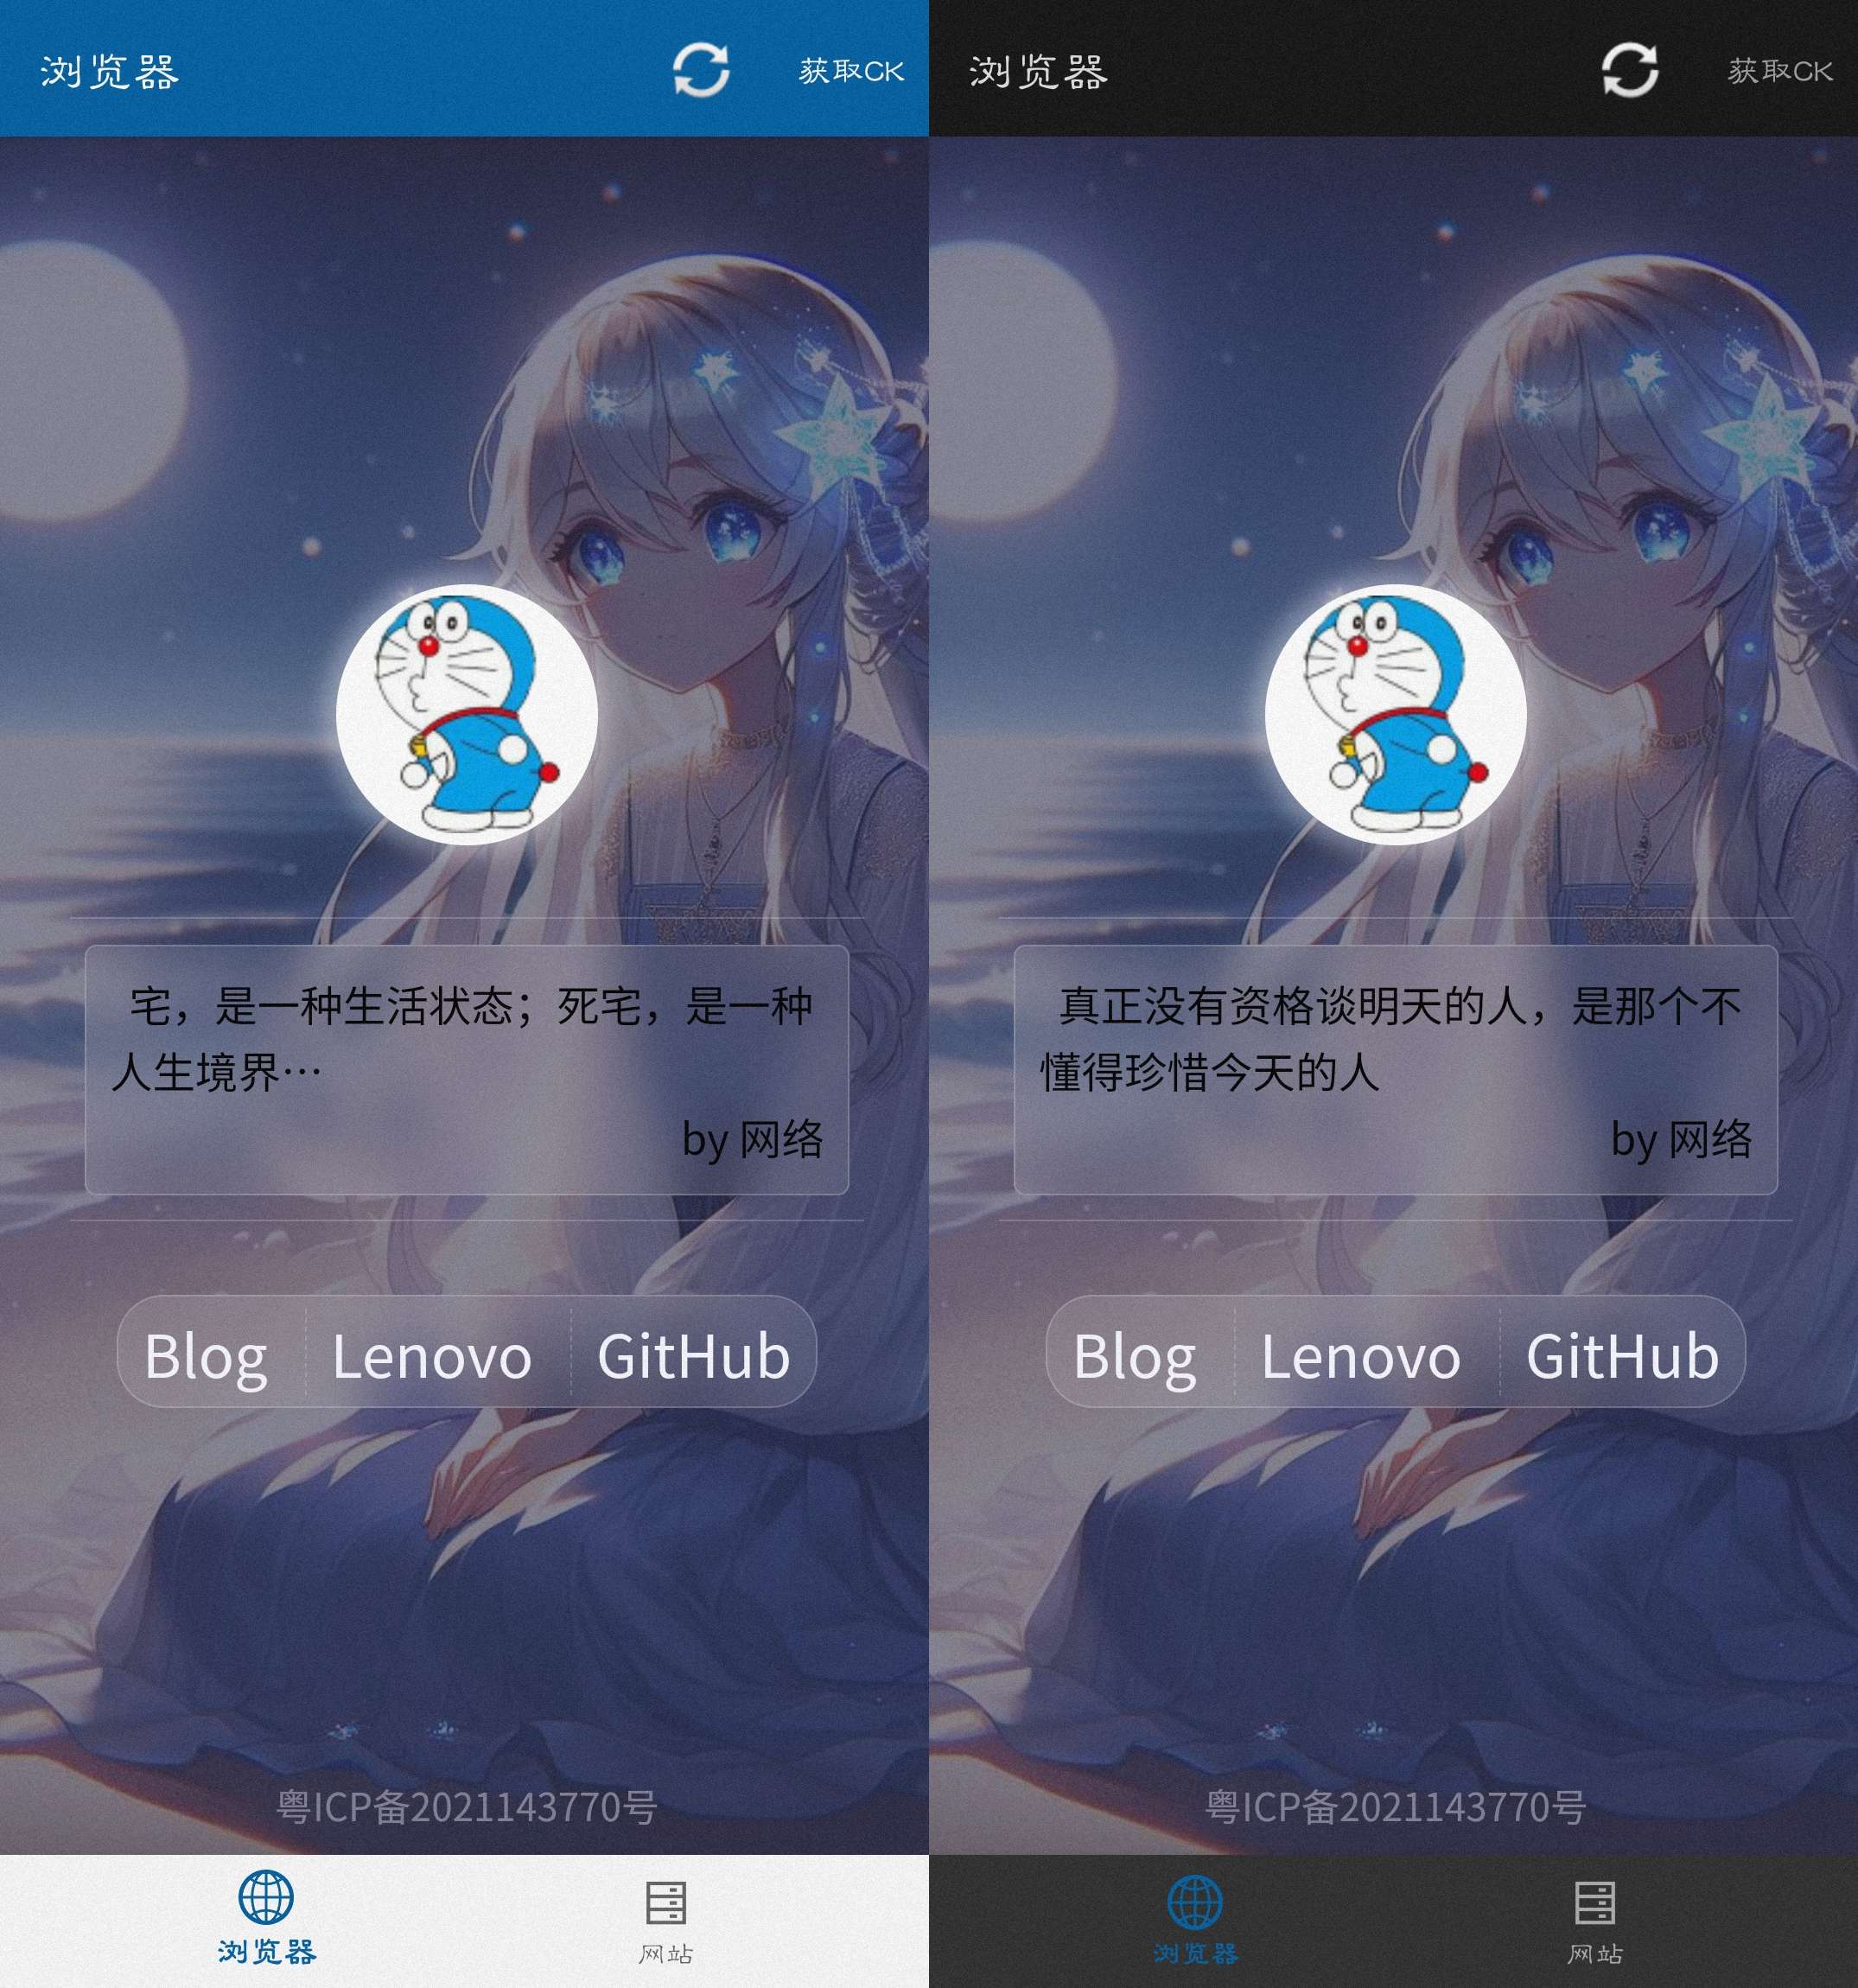 浏览器 获取CK
宅，是一种生活状态；死宅，是一种
人生境界…
by 网络
Blog Lenovo GitHub
粤ICP备2021143770号
浏览器 网站
浏览器 获取CK
真正没有资格谈明天的人，是那个不
懂得珍惜今天的人
by 网络
Blog Lenovo GitHub
粤ICP备2021143770号
浏览器 网站